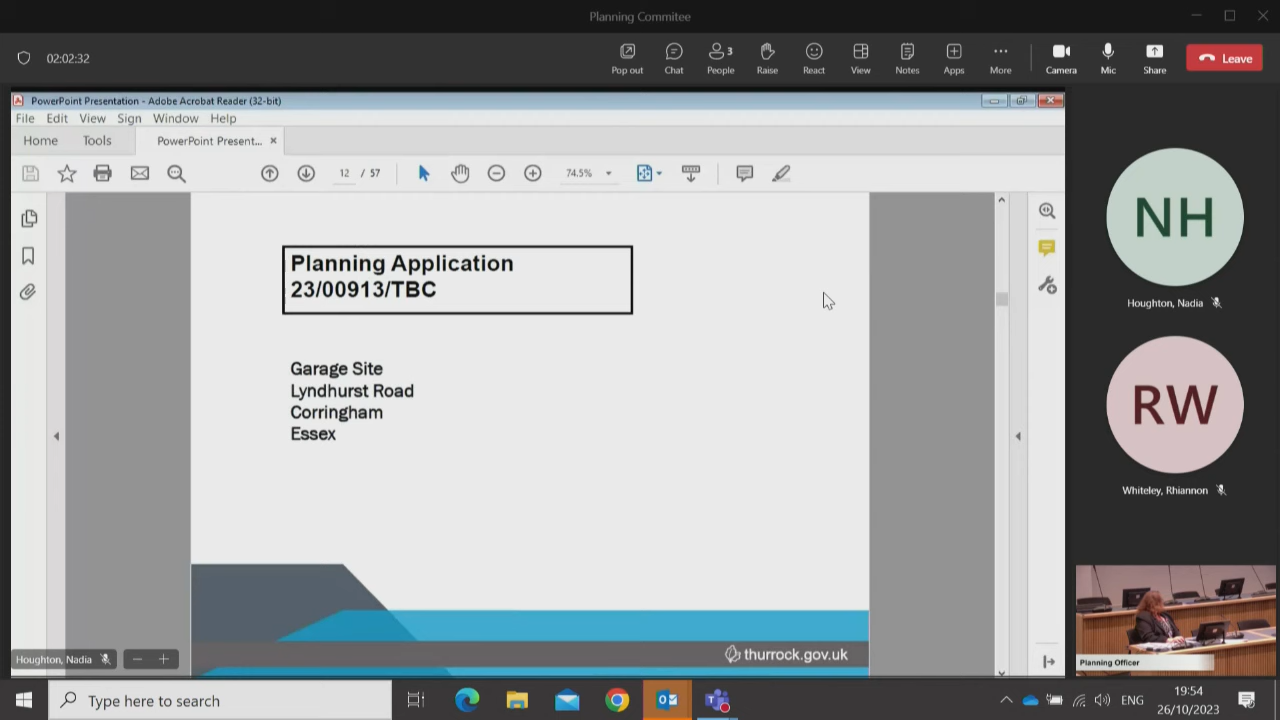 Planning Commitee
02:02:32
Pop out
Chat
People
3
Raise
React
View
Notes
Apps
More
Camera
Mic
Share
Leave
PowerPoint Presentation - Adobe Acrobat Reader (32-bit)
File Edit View Sign Window Help
Home Tools PowerPoint Present...
12 / 57
74.5%
Planning Application
23/00913/TBC
Garage Site
Lyndhurst Road
Corringham
Essex
thurrock.gov.uk
Houghton, Nadia
NH
Houghton, Nadia
RW
Whiteley, Rhiannon
Planning Officer
Type here to search
ENG
19:54
26/10/2023